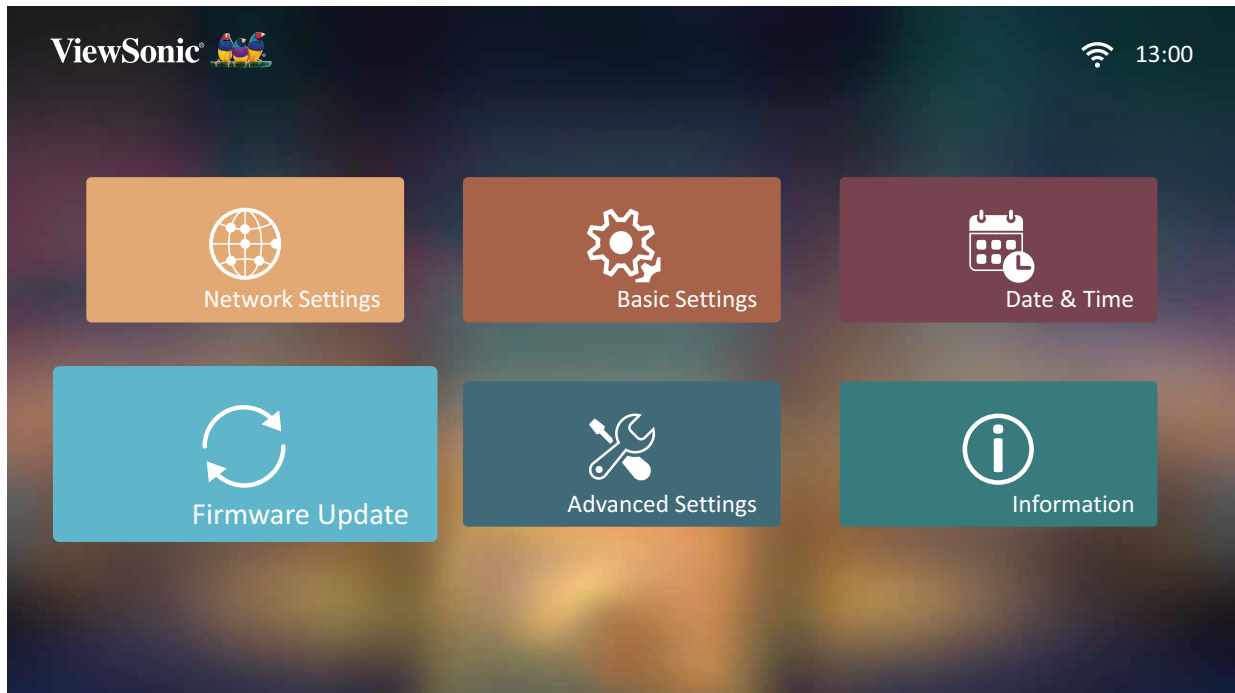 ViewSonic®
13:00
Network Settings
Basic Settings
Date & Time
Firmware Update
Advanced Settings
Information